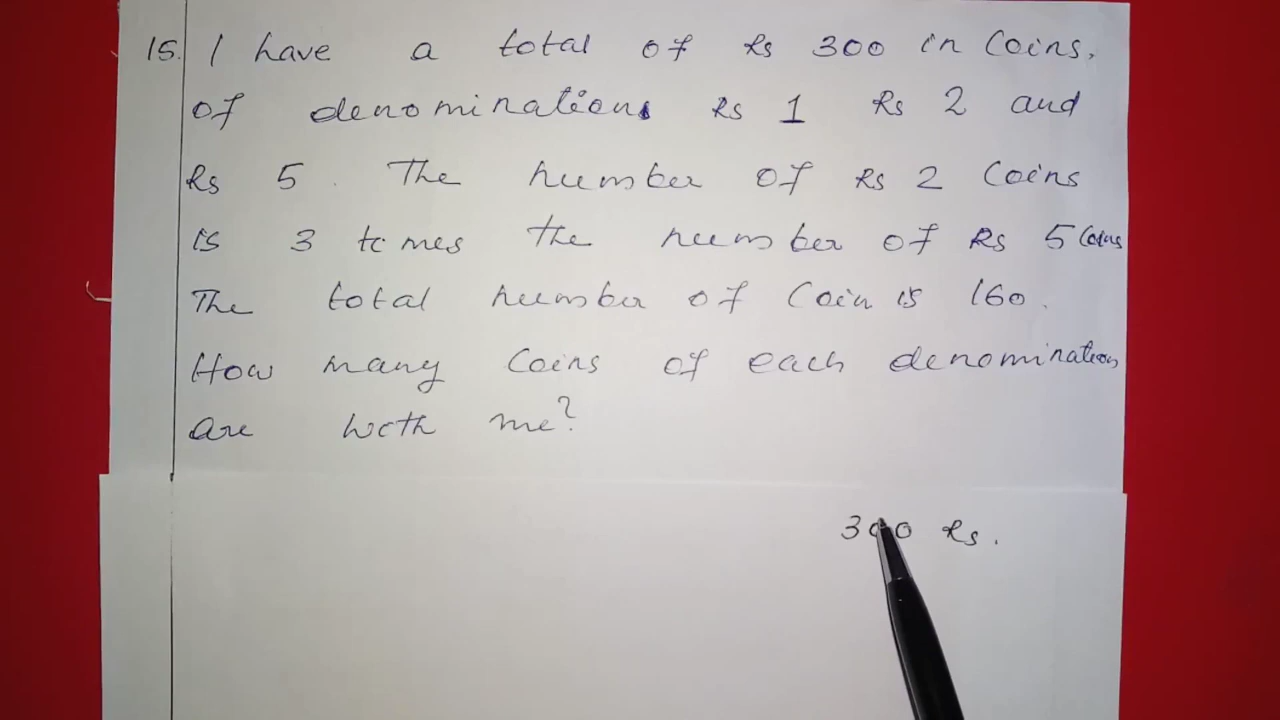 15. I have a total of Rs 300 in Coins,
of denominations Rs 1 Rs 2 and
Rs 5. The number of Rs 2 Coins
is 3 times the number of Rs 5 Coins
The total number of Coin is 160.
How many Coins of each denomination
are with me?
300 Rs.